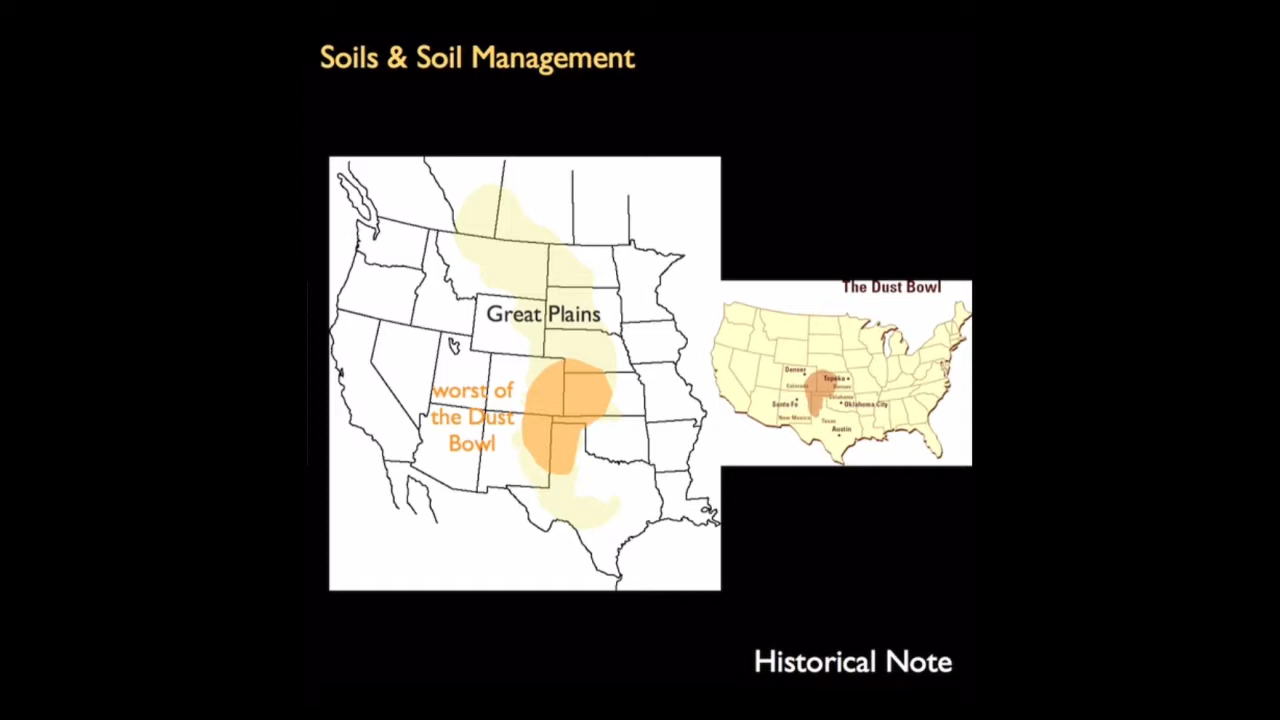 Soils & Soil Management
Great Plains
worst of
the Dust
Bowl
The Dust Bowl
Denver
Topeka
Colorado
Kansas
Santa Fe
Oklahoma
Oklahoma City
New Mexico
Texas
Austin
Historical Note